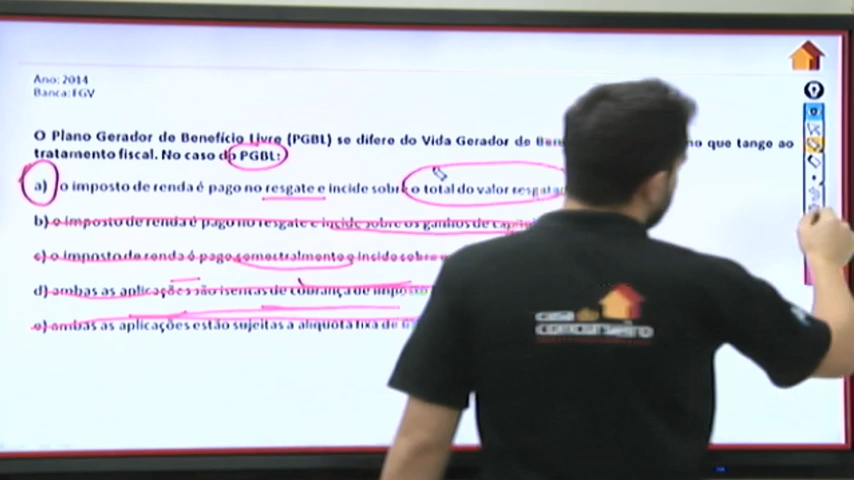 Ano: 2014
Banca: FGV
O Plano Gerador de Benefício Livre (PGBL) se difere do Vida Gerador de Ben no que tange ao
tratamento fiscal. No caso do PGBL:
a) o imposto de renda é pago no resgate e incide sobre o total do valor resgatad
b) o imposto de renda é pago no resgate e incide sobre os ganhos de capi
c) o imposto de renda é pago semestralmente e incide sobre
d) ambas as aplicações são isentas de cobrança de imposto
e) ambas as aplicações estão sujeitas a alíquota fixa de
casa do
concurseiro